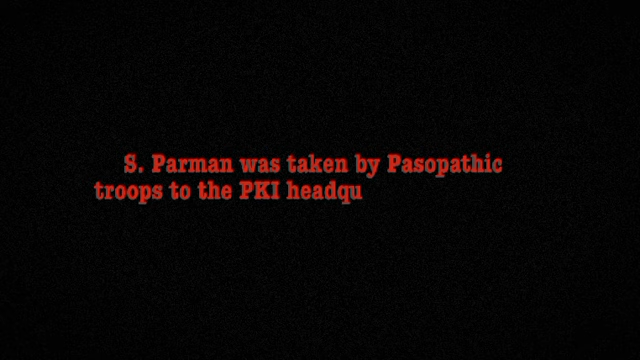 S. Parman was taken by Pasopathic
troops to the PKI headqu